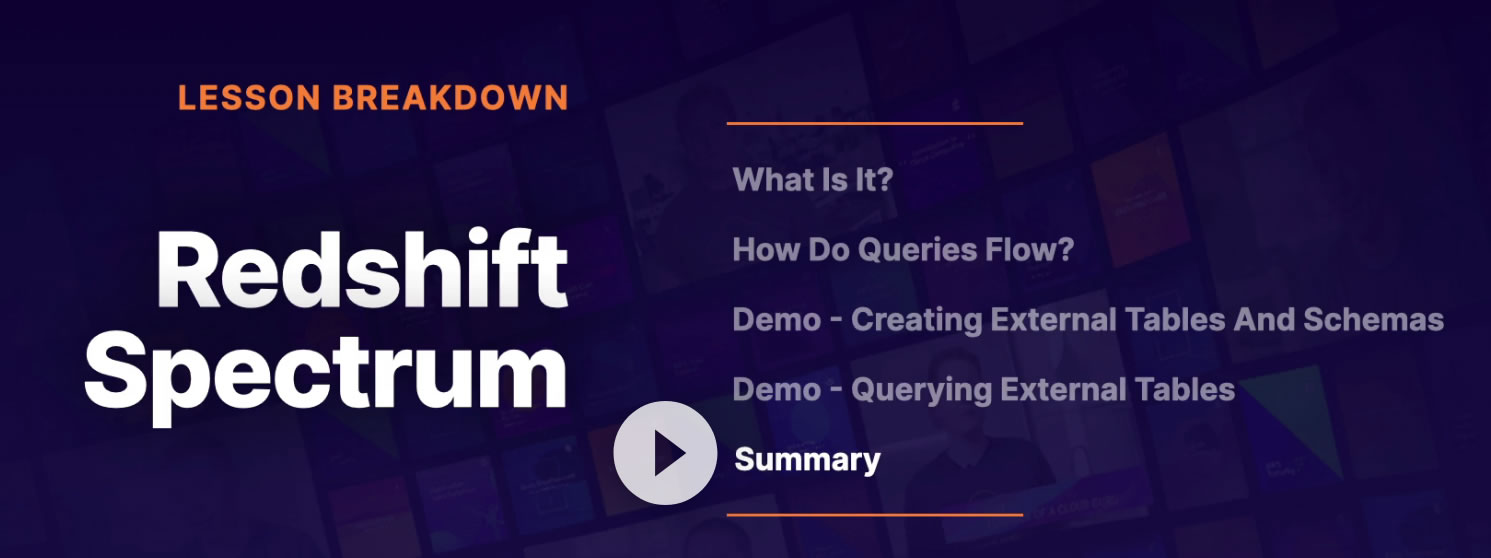 LESSON BREAKDOWN
Redshift
Spectrum
What Is It?
How Do Queries Flow?
Demo - Creating External Tables And Schemas
Demo - Querying External Tables
Summary